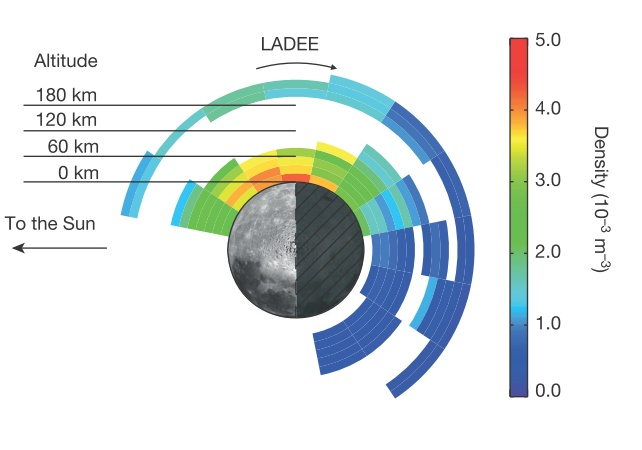 LADEE
Altitude
180 km
120 km
60 km
0 km
To the Sun
5.0
4.0
3.0
2.0
1.0
0.0
Density (10⁻³ m⁻³)